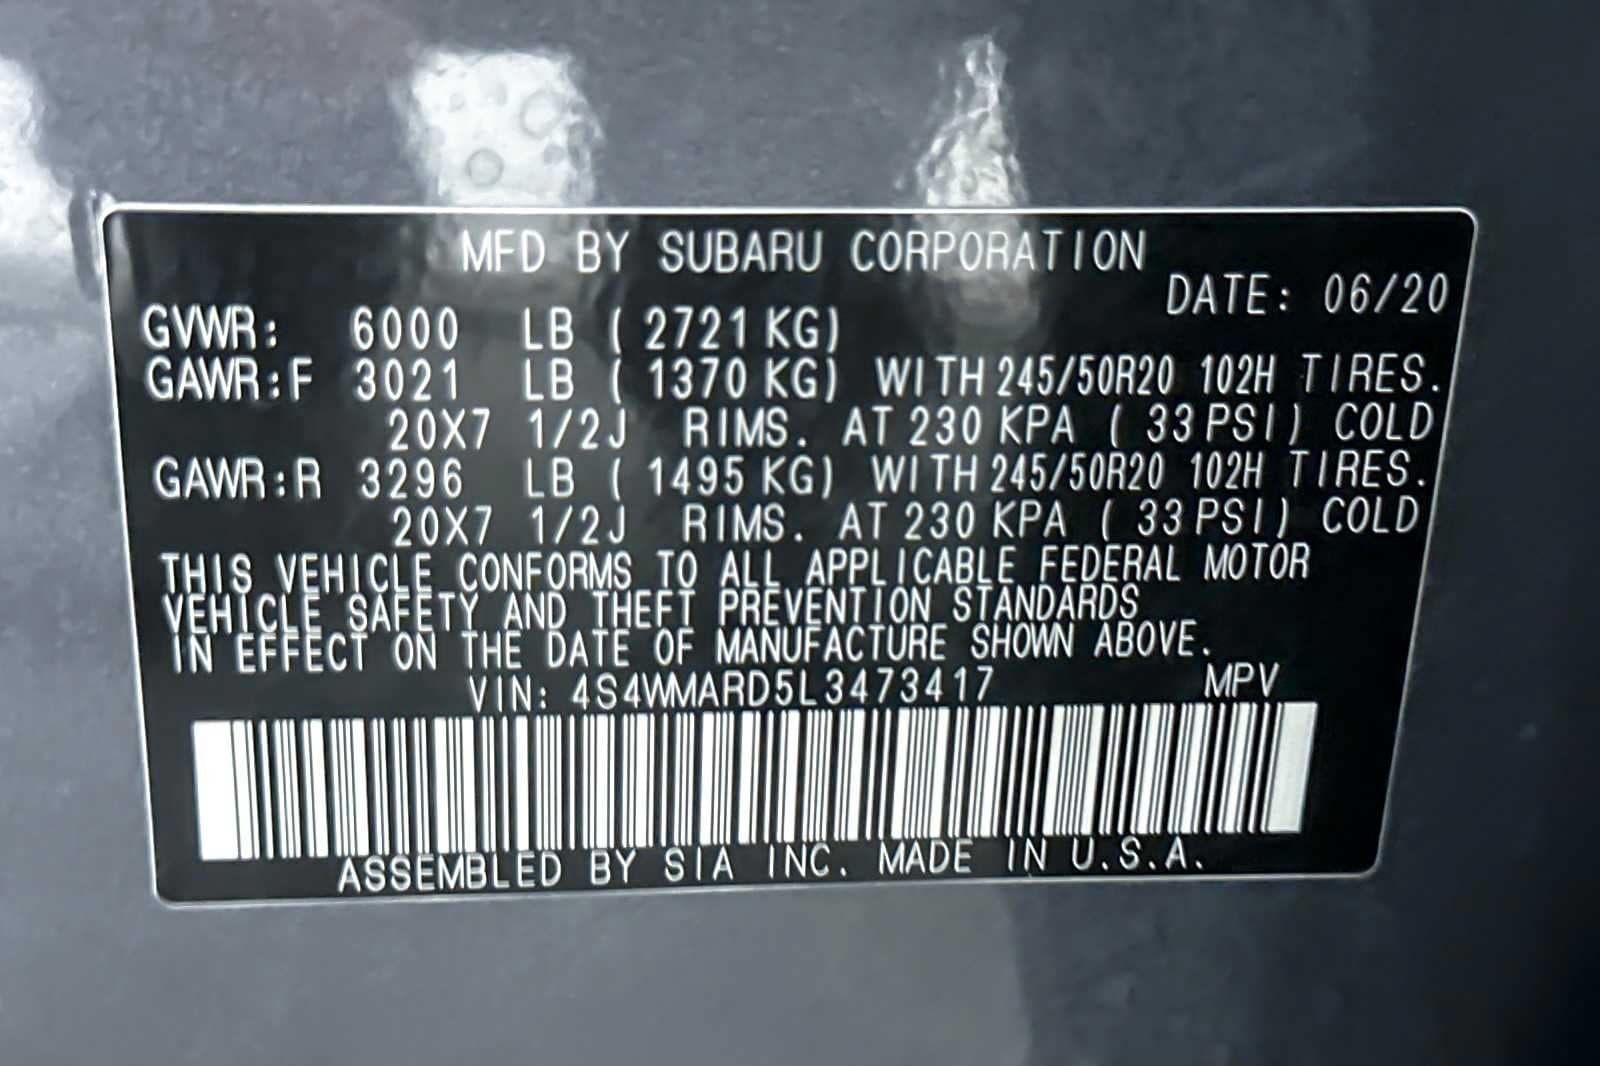 MFD BY SUBARU CORPORATION
DATE: 06/20
GVWR: 6000 LB ( 2721 KG)
GAWR:F 3021 LB ( 1370 KG) WITH 245/50R20 102H TIRES.
20X7 1/2J RIMS. AT 230 KPA ( 33 PSI) COLD
GAWR:R 3296 LB ( 1495 KG) WITH 245/50R20 102H TIRES.
20X7 1/2J RIMS. AT 230 KPA ( 33 PSI) COLD
THIS VEHICLE CONFORMS TO ALL APPLICABLE FEDERAL MOTOR
VEHICLE SAFETY AND THEFT PREVENTION STANDARDS
IN EFFECT ON THE DATE OF MANUFACTURE SHOWN ABOVE.
VIN: 4S4WMARD5L3473417 MPV
ASSEMBLED BY SIA INC. MADE IN U.S.A.